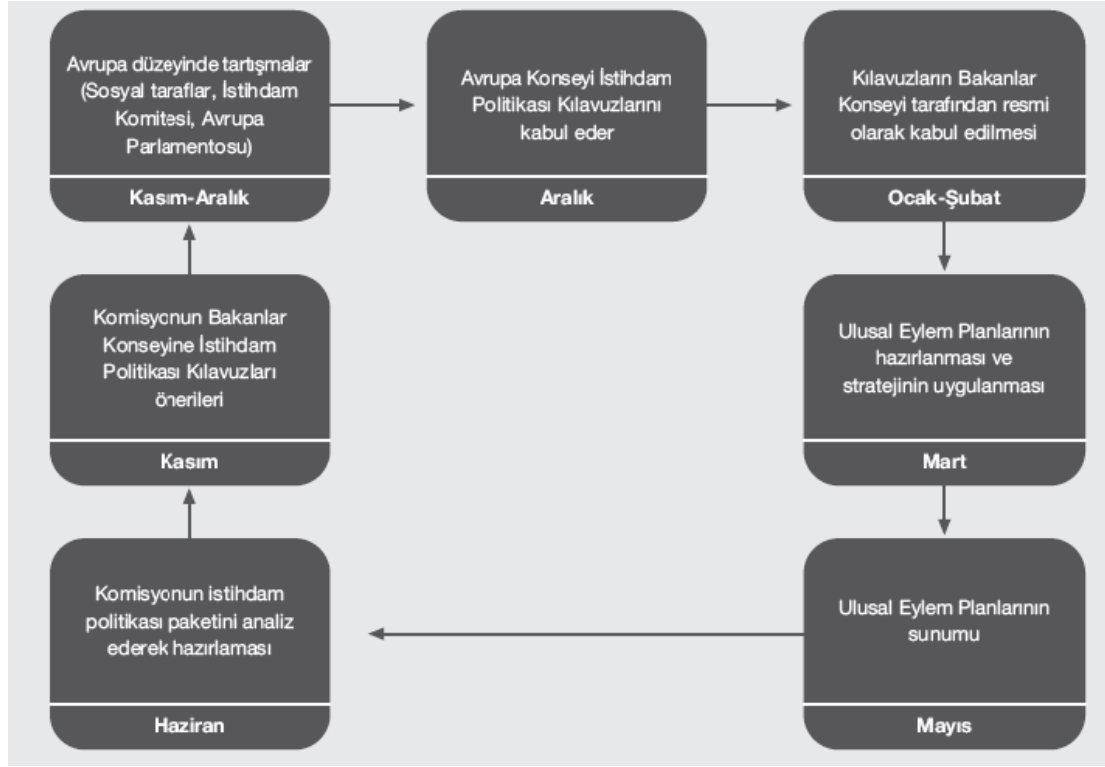 Avrupa düzeyinde tartışmalar
(Sosyal taraflar, İstihdam
Komitesi, Avrupa
Parlamentosu)
Kasım-Aralık
Avrupa Konseyi İstihdam
Politikası Kılavuzlarını
kabul eder
Aralık
Kılavuzların Bakanlar
Konseyi tarafından resmi
olarak kabul edilmesi
Ocak-Şubat
Ulusal Eylem Planlarının
hazırlanması ve
stratejinin uygulanması
Mart
Ulusal Eylem Planlarının
sunumu
Mayıs
Komisyonun istihdam
politikası paketini analiz
ederek hazırlaması
Haziran
Komisyonun Bakanlar
Konseyine İstihdam
Politikası Kılavuzları
önerileri
Kasım